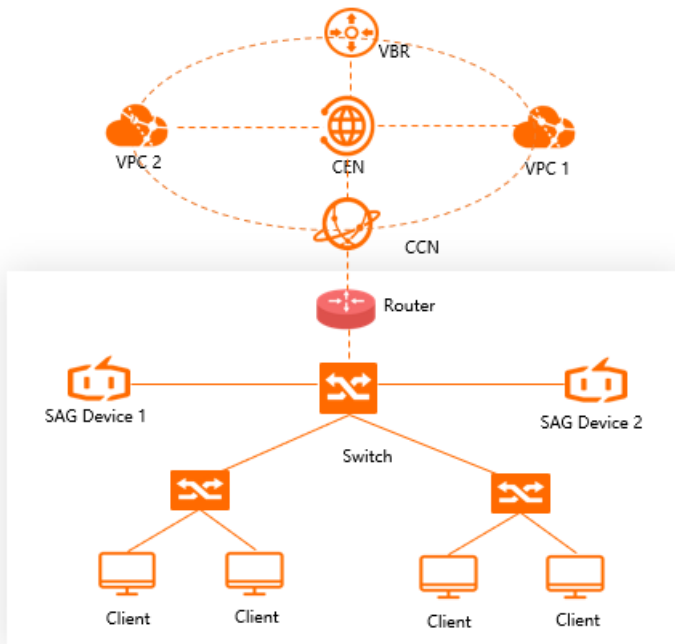 VBR
VPC 2
CEN
VPC 1
CCN
Router
SAG Device 1
SAG Device 2
Switch
Client
Client
Client
Client